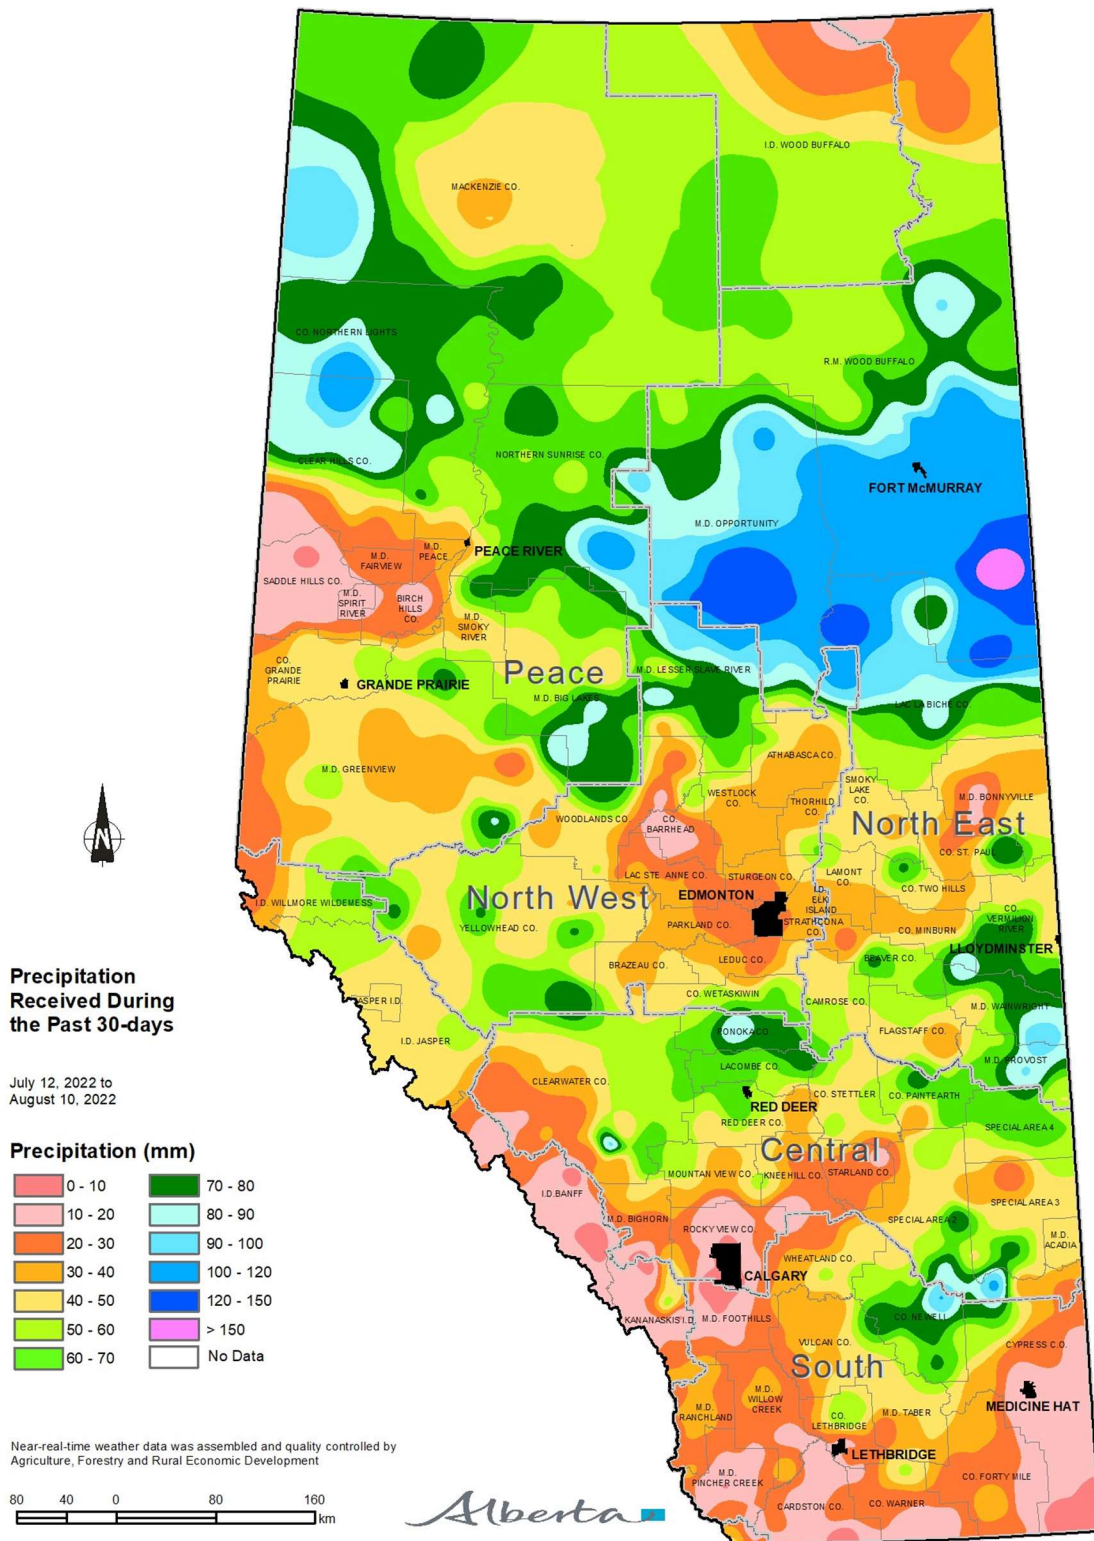 I.D. WOOD BUFFALO
MACKENZIE CO.
CO. NORTHERN LIGHTS
R.M. WOOD BUFFALO
CLEAR HILLS CO.
NORTHERN SUNRISE CO.
FORT McMURRAY
M.D. OPPORTUNITY
PEACE RIVER
M.D.
PEACE
M.D.
FAIRVIEW
SADDLE HILLS CO.
M.D.
SPIRIT
RIVER
BIRCH
HILLS
CO.
M.D.
SMOKY
RIVER
CO.
GRANDE
PRAIRIE
Peace
M.D. LESSER SLAVE RIVER
GRANDE PRAIRIE
M.D. BIG LAKES
LAC LA BICHE CO.
M.D. GREENVIEW
ATHABASCA CO.
SMOKY
LAKE
CO.
WESTLOCK
CO.
THORHILD
CO.
M.D. BONNYVILLE
WOODLANDS CO.
CO.
BARRHEAD
North East
CO. ST. PAUL
LAC STE ANNE CO.
STURGEON CO.
LAMONT
CO.
CO. TWO HILLS
North West
EDMONTON
I.D.
ELK
ISLAND
STRATHCONA
CO.
I.D. WILLMORE WILDERNESS
CO.
VERMILION
RIVER
YELLOWHEAD CO.
PARKLAND CO.
CO. MINBURN
LLOYDMINSTER
BRAZEAU CO.
LEDUC CO.
BEAVER CO.
Precipitation
Received During
the Past 30-days
JASPER I.D.
CO. WETASKIWIN
CAMROSE CO.
M.D. WAINWRIGHT
I.D. JASPER
PONOKA CO.
FLAGSTAFF CO.
M.D. PROVOST
July 12, 2022 to
August 10, 2022
CLEARWATER CO.
LACOMBE CO.
CO. STETTLER
CO. PAINTEARTH
RED DEER
RED DEER CO.
SPECIAL AREA 4
Central
Precipitation (mm)
0 - 10
70 - 80
10 - 20
80 - 90
20 - 30
90 - 100
30 - 40
100 - 120
40 - 50
120 - 150
50 - 60
> 150
60 - 70
No Data
MOUNTAIN VIEW CO.
KNEEHILL CO.
STARLAND CO.
I.D. BANFF
SPECIAL AREA 3
M.D. BIGHORN
ROCKY VIEW CO.
SPECIAL AREA 2
M.D.
ACADIA
WHEATLAND CO.
CALGARY
KANANASKIS I.D.
M.D. FOOTHILLS
CO. NEWELL
VULCAN CO.
CYPRESS C.O.
South
M.D.
WILLOW
CREEK
MEDICINE HAT
M.D.
RANCHLAND
CO.
LETHBRIDGE
M.D. TABER
LETHBRIDGE
M.D.
PINCHER CREEK
CO. FORTY MILE
CARDSTON CO.
CO. WARNER
Near-real-time weather data was assembled and quality controlled by
Agriculture, Forestry and Rural Economic Development
80 40 0 80 160
km
Alberta
N